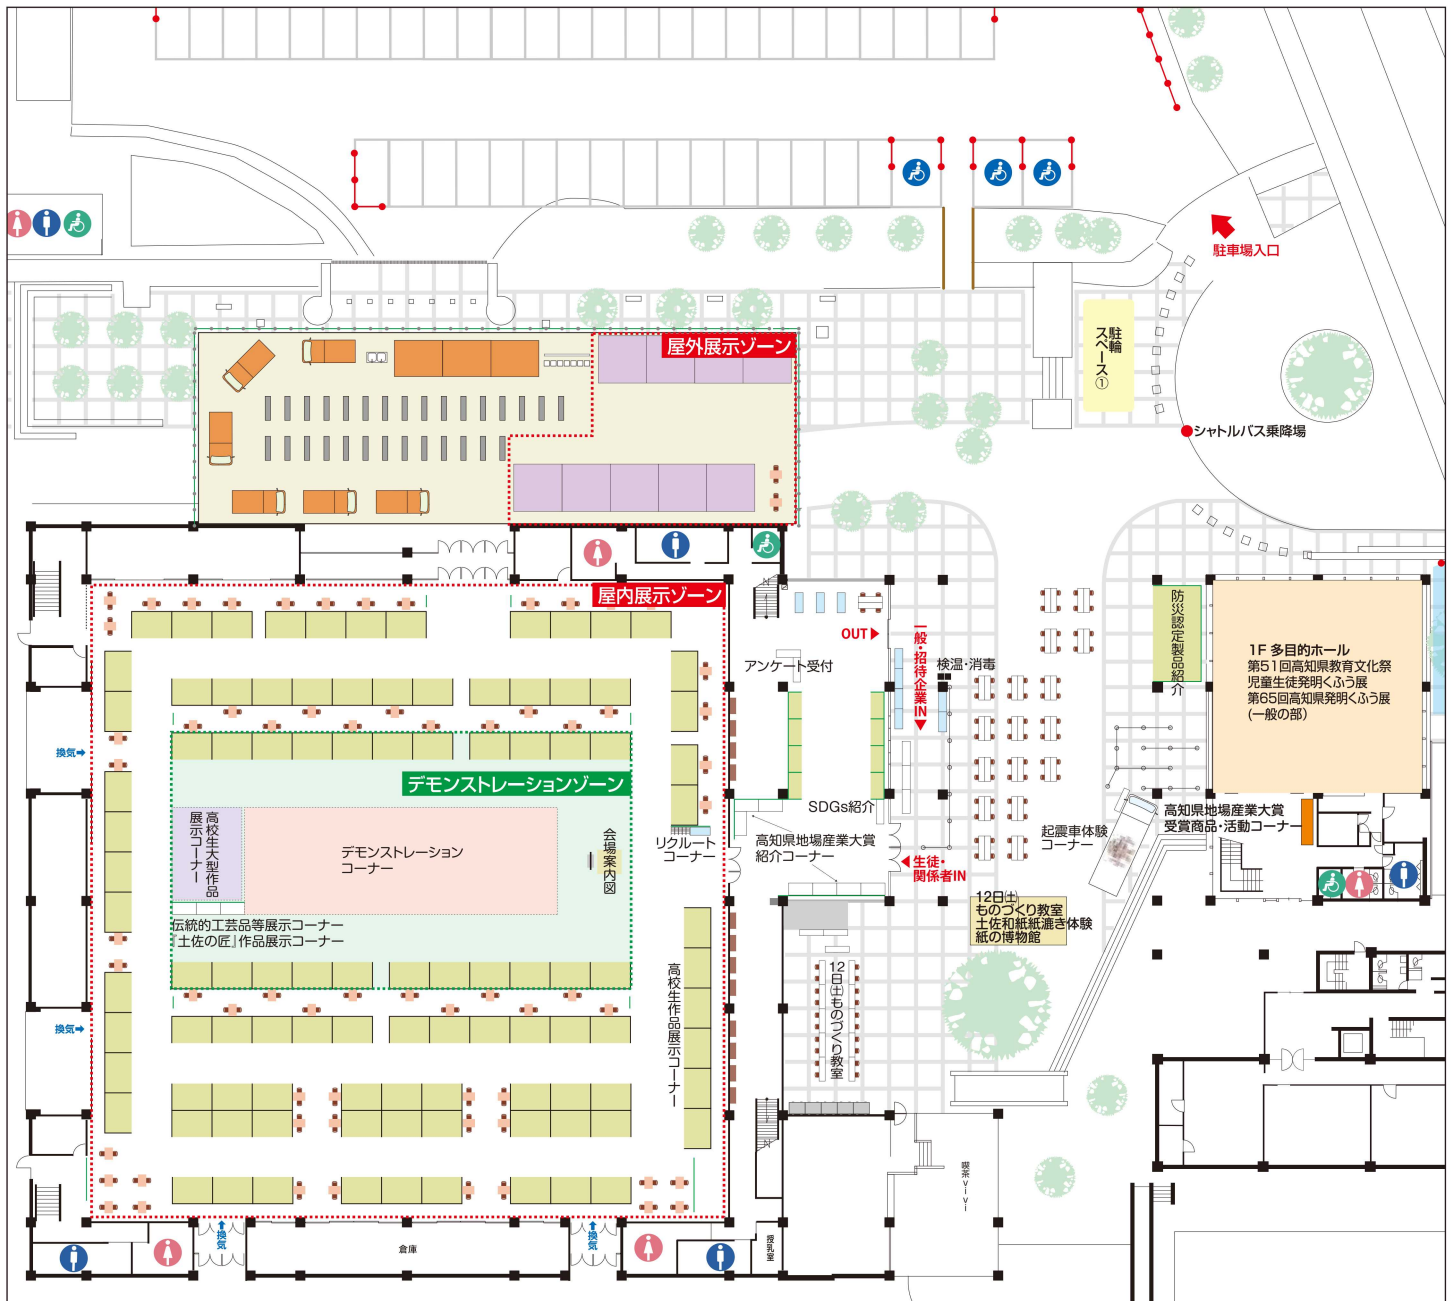 駐車場入口
駐輪
スペース①
屋外展示ゾーン
シャトルバス乗降場
屋内展示ゾーン
OUT
一般・招待企業IN
アンケート受付
検温・消毒
防災認定製品紹介
1F 多目的ホール
第51回高知県教育文化祭
児童生徒発明くふう展
第65回高知県発明くふう展
(一般の部)
換気
デモンストレーションゾーン
高校生大型作品
展示コーナー
デモンストレーション
コーナー
会場案内図
リクルート
コーナー
SDGs紹介
高知県地場産業大賞
紹介コーナー
生徒・
関係者IN
起震車体験
コーナー
高知県地場産業大賞
受賞商品・活動コーナー
伝統的工芸品等展示コーナー
『土佐の匠』作品展示コーナー
12日(土)
ものづくり教室
土佐和紙紙漉き体験
紙の博物館
高校生作品展示コーナー
12日(土)ものづくり教室
換気
喫茶 vivi
換気
倉庫
換気
授乳室